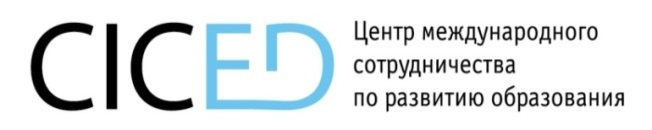 CICED
Центр международного
сотрудничества
по развитию образования